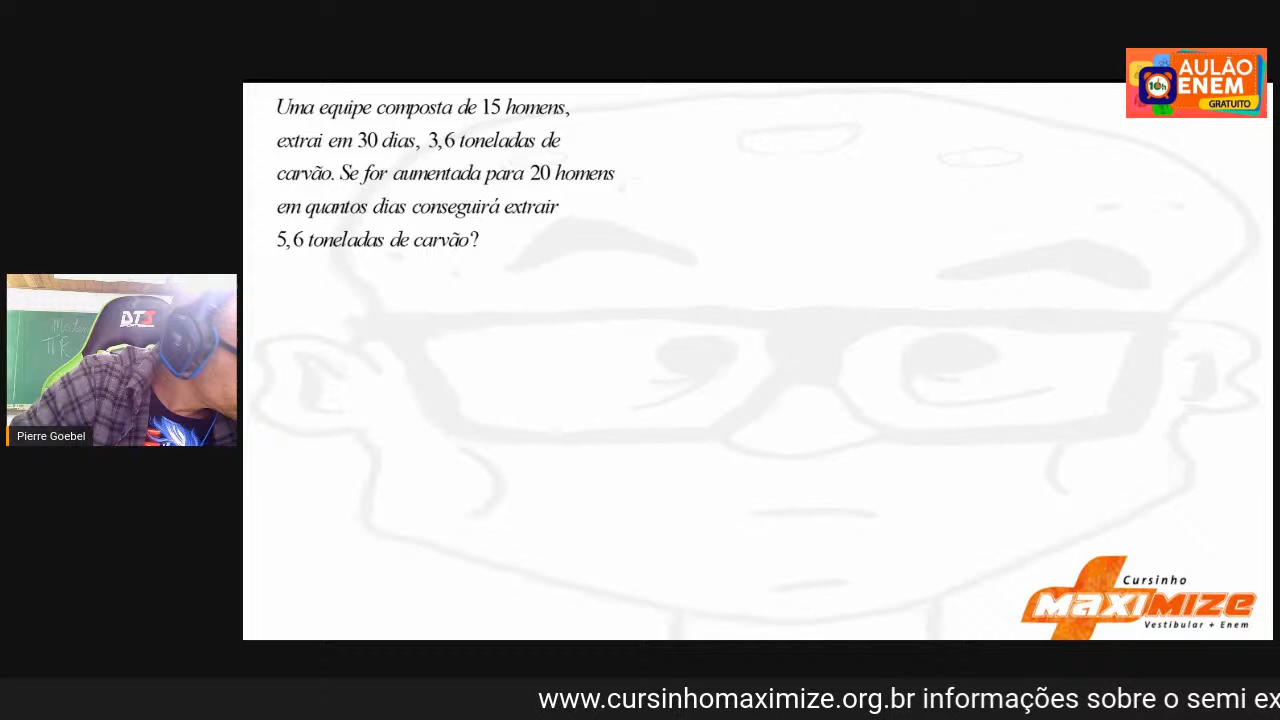 AULÃO
ENEM
10h
GRATUITO
Uma equipe composta de 15 homens,
extrai em 30 dias, 3,6 toneladas de
carvão. Se for aumentada para 20 homens
em quantos dias conseguirá extrair
5,6 toneladas de carvão?
DTS
Pierre Goebel
Cursinho
MAXIMIZE
Vestibular + Enem
www.cursinhomaximize.org.br informações sobre o semi ex